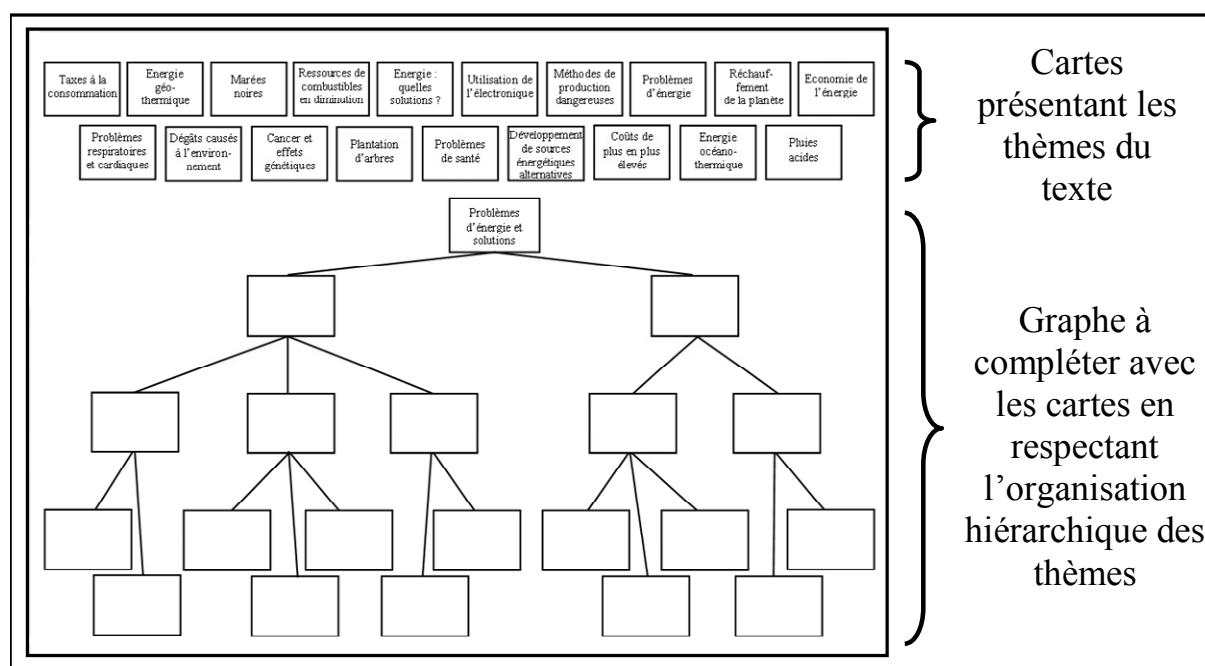 Taxes à la
consommation
Energie
géo-
thermique
Marées
noires
Ressources de
combustibles
en diminution
Energie :
quelles
solutions ?
Utilisation de
l'électronique
Méthodes de
production
dangereuses
Problèmes
d'énergie
Réchauf-
fement
de la planète
Economie de
l'énergie
Problèmes
respiratoires
et cardiaques
Dégâts causés
à l'environ-
nement
Cancer et
effets
génétiques
Plantation
d'arbres
Problèmes
de santé
Développement
de sources
énergétiques
alternatives
Coûts de
plus en plus
élevés
Energie
océano-
thermique
Pluies
acides
Cartes
présentant les
thèmes du
texte
Problèmes
d'énergie et
solutions
Graphe à
compléter avec
les cartes en
respectant
l'organisation
hiérarchique des
thèmes